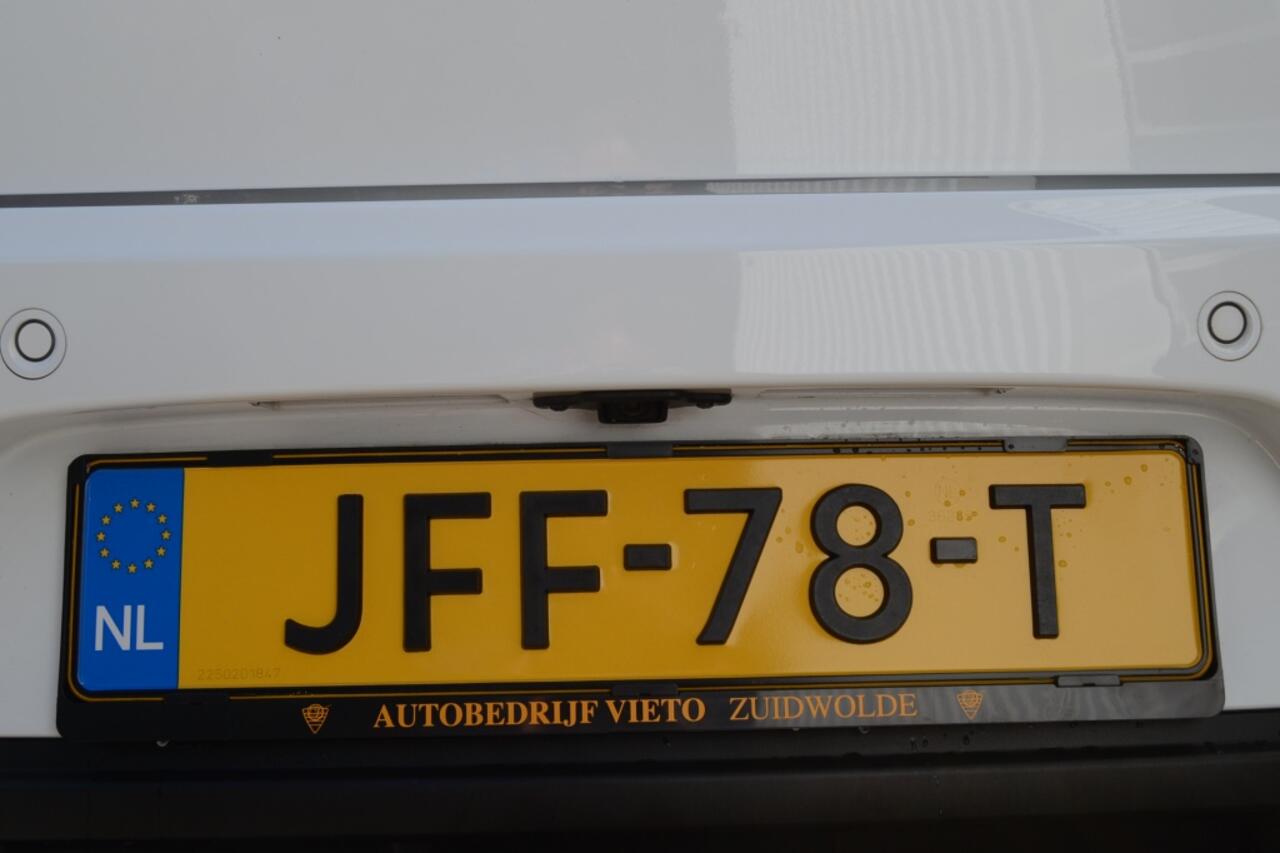 NL
JFF-78-T
2250201847
AUTOBEDRIJF VIETO ZUIDWOLDE